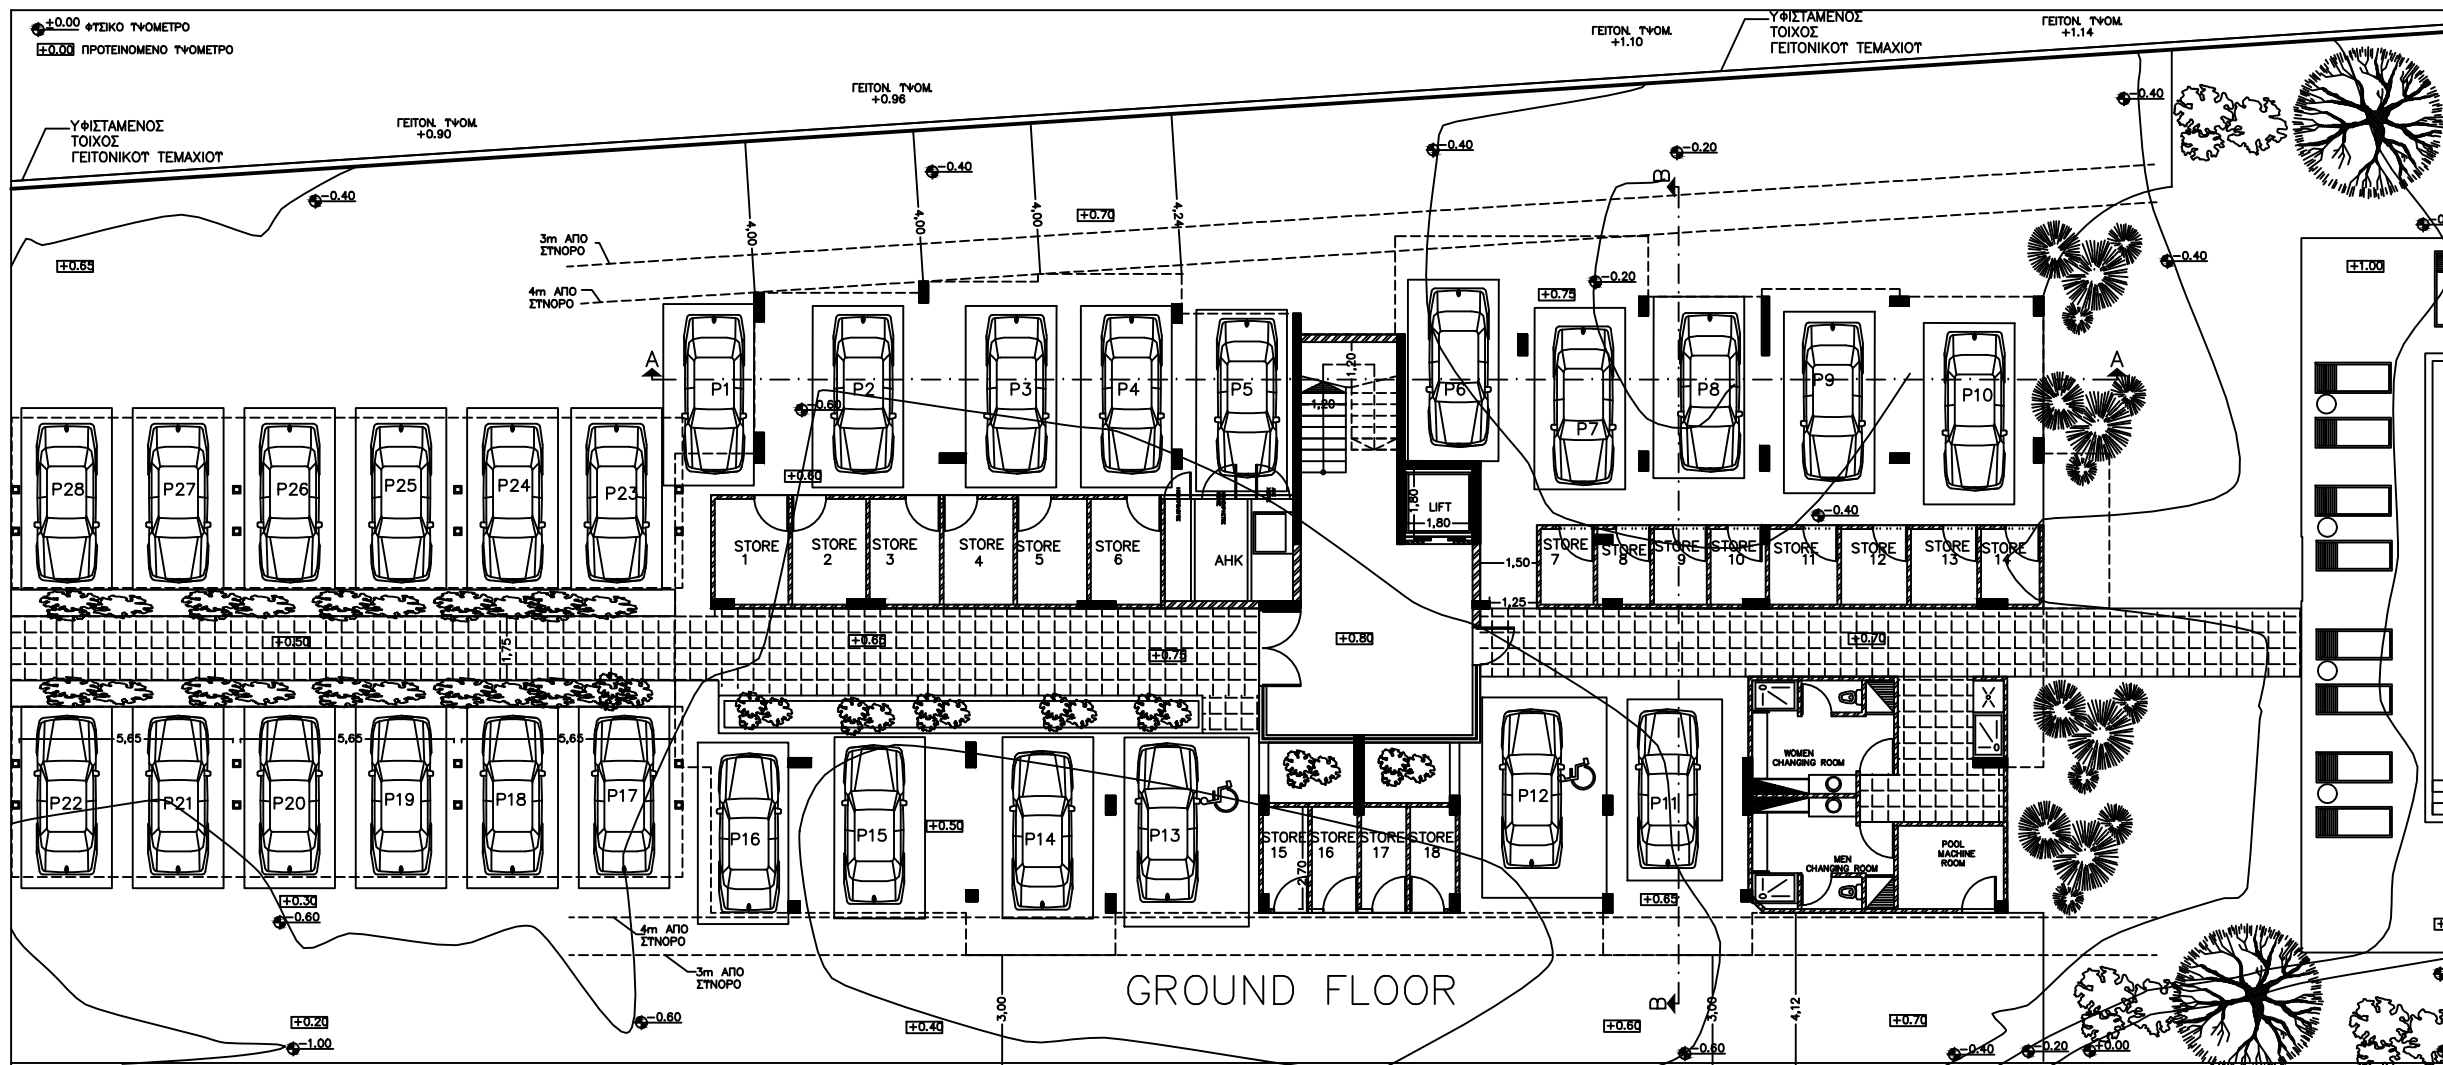 ±0.00 ΦΤΣΙΚΟ ΤΨΟΜΕΤΡΟ
+0.00 ΠΡΟΤΕΙΝΟΜΕΝΟ ΤΨΟΜΕΤΡΟ
ΥΦΙΣΤΑΜΕΝΟΣ
ΤΟΙΧΟΣ
ΓΕΙΤΟΝΙΚΟΤ ΤΕΜΑΧΙΟΤ
ΓΕΙΤΟΝ. ΤΨΟΜ.
+0.90
ΓΕΙΤΟΝ. ΤΨΟΜ.
+0.96
ΓΕΙΤΟΝ. ΤΨΟΜ.
+1.10
ΥΦΙΣΤΑΜΕΝΟΣ
ΤΟΙΧΟΣ
ΓΕΙΤΟΝΙΚΟΤ ΤΕΜΑΧΙΟΤ
ΓΕΙΤΟΝ. ΤΨΟΜ.
+1.14
-0.40
-0.40
-0.40
-0.20
-0.40
+0.65
3m ΑΠΟ
ΣΤΝΟΡΟ
4m ΑΠΟ
ΣΤΝΟΡΟ
4,00
4,00
4,00
+0.70
4,24
B
-0.20
+0.75
-0.40
+1.00
A
P1
P2
P3
P4
P5
1,20
1,20
P6
P7
P8
P9
P10
A
-0.60
+0.60
P28
P27
P26
P25
P24
P23
1,80
LIFT
1,80
-0.40
STORE
1
STORE
2
STORE
3
STORE
4
STORE
5
STORE
6
AHK
1,50
STORE
7
STORE
8
STORE
9
STORE
10
STORE
11
STORE
12
STORE
13
STORE
14
1,25
+0.50
1,75
+0.65
+0.75
+0.80
+0.70
5,65
5,65
5,65
P22
P21
P20
P19
P18
P17
P16
P15
+0.50
P14
P13
STORE
15
STORE
16
STORE
17
STORE
18
2,70
P12
P11
WOMEN
CHANGING ROOM
MEN
CHANGING ROOM
POOL
MACHINE
ROOM
+0.30
-0.60
+0.65
4m ΑΠΟ
ΣΤΝΟΡΟ
3m ΑΠΟ
ΣΤΝΟΡΟ
GROUND FLOOR
B
3,00
3,00
4,12
+0.20
-1.00
-0.60
+0.40
+0.60
-0.60
+0.70
-0.40
-0.20
+0.00